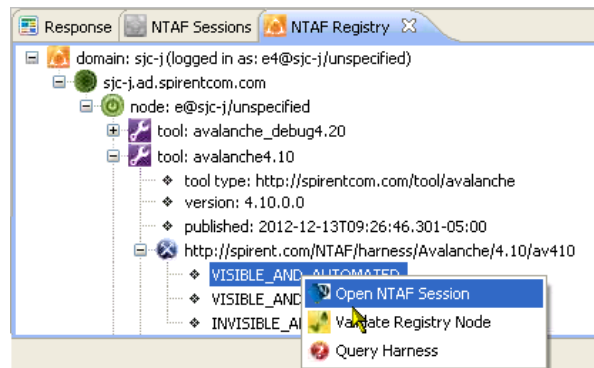 Response NTAF Sessions NTAF Registry
domain: sjc-j (logged in as: e4@sjc-j/unspecified)
sjc-j.ad.spirentcom.com
node: e@sjc-j/unspecified
tool: avalanche_debug4.20
tool: avalanche4.10
tool type: http://spirentcom.com/tool/avalanche
version: 4.10.0.0
published: 2012-12-13T09:26:46.301-05:00
http://spirent.com/NTAF/harness/Avalanche/4.10/av410
VISIBLE_AND_AUTOMATED
Open NTAF Session
VISIBLE_AND
Validate Registry Node
INVISIBLE_A
Query Harness